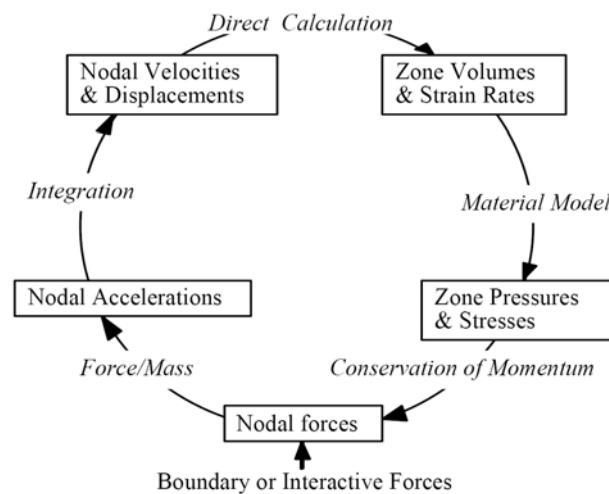 Direct Calculation
Nodal Velocities
& Displacements
Zone Volumes
& Strain Rates
Integration
Material Model
Nodal Accelerations
Zone Pressures
& Stresses
Force/Mass
Conservation of Momentum
Nodal forces
Boundary or Interactive Forces